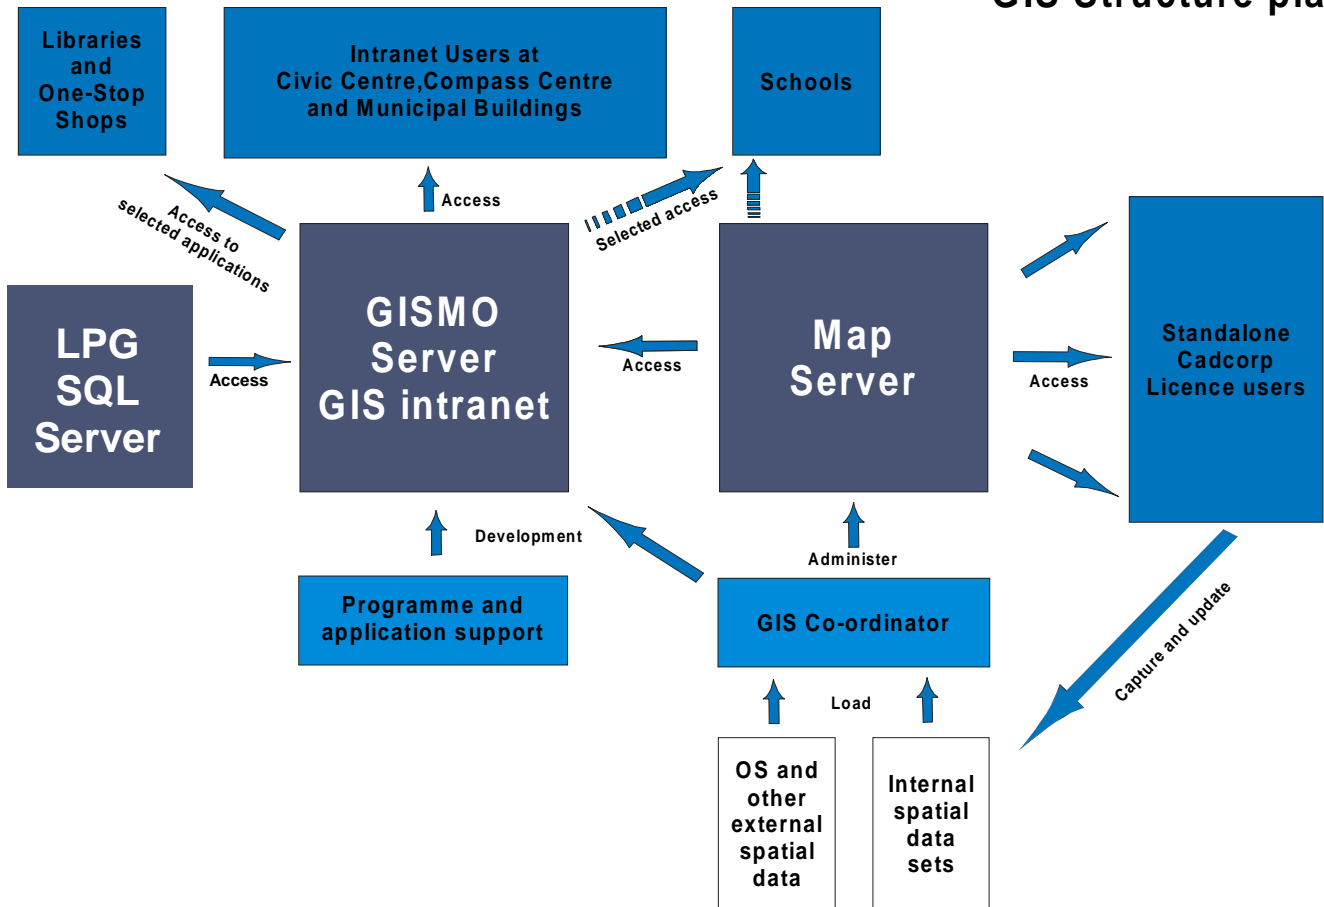 GIS Structure pla
Libraries
and
One-Stop
Shops
Intranet Users at
Civic Centre,Compass Centre
and Municipal Buildings
Schools
Access to
selected applications
Access
Selected access
LPG
SQL
Server
Access
GISMO
Server
GIS intranet
Access
Map
Server
Access
Standalone
Cadcorp
Licence users
Development
Administer
Programme and
application support
GIS Co-ordinator
Capture and update
Load
OS and
other
external
spatial
data
Internal
spatial
data
sets